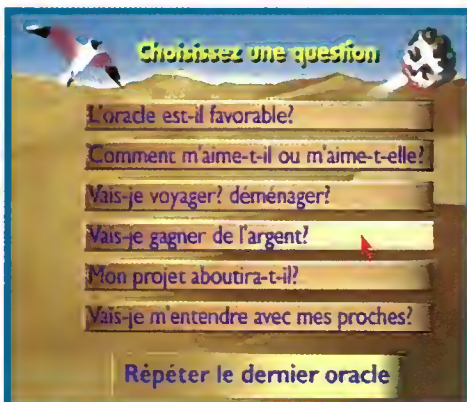 Choisissez une question
L'oracle est-il favorable?
Comment m'aime-t-il ou m'aime-t-elle?
Vais-je voyager? déménager?
Vais-je gagner de l'argent?
Mon projet aboutira-t-il?
Vais-je m'entendre avec mes proches?
Répéter le dernier oracle